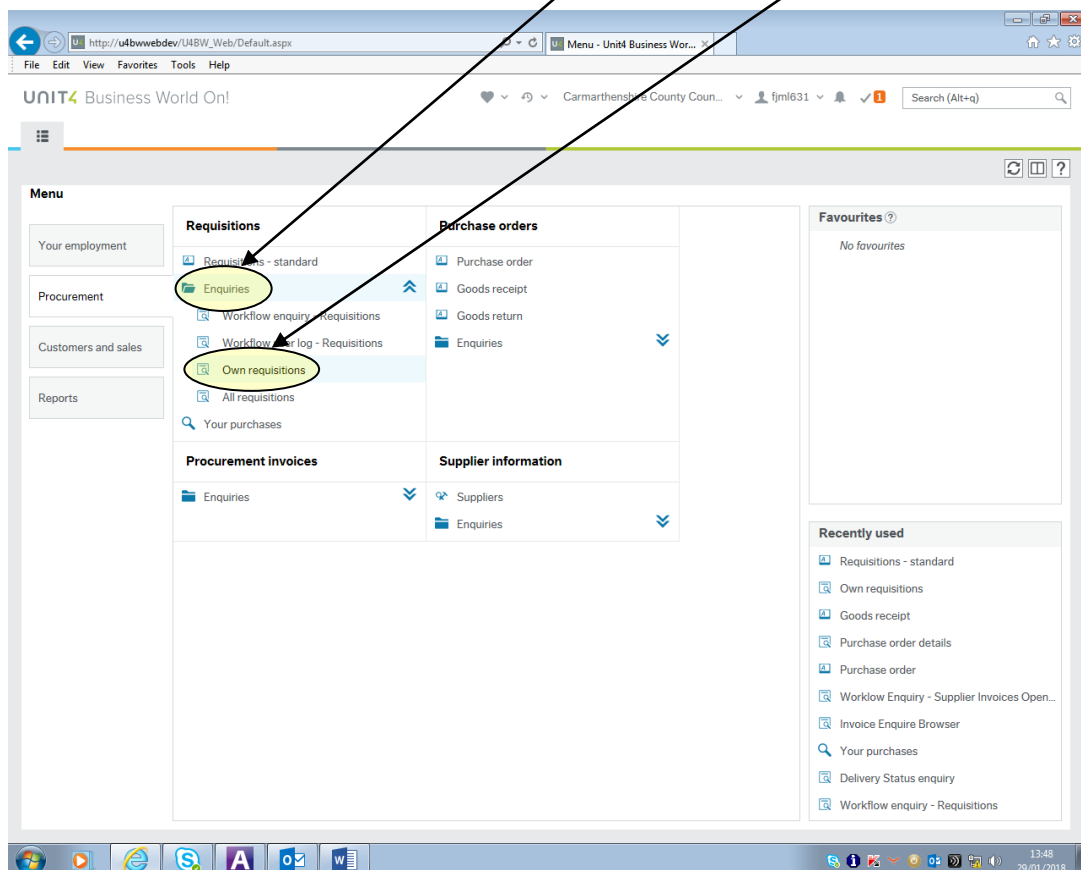 http://u4bwwebdev/U4BW_Web/Default.aspx
Menu - Unit4 Business Wor...
File Edit View Favorites Tools Help
UNIT4 Business World On!
Carmarthenshire County Coun...
fjml631
1
Search (Alt+q)
Menu
Your employment
Procurement
Customers and sales
Reports
Requisitions
Requisitions - standard
Enquiries
Workflow enquiry - Requisitions
Workflow user log - Requisitions
Own requisitions
All requisitions
Your purchases
Purchase orders
Purchase order
Goods receipt
Goods return
Enquiries
Procurement invoices
Enquiries
Supplier information
Suppliers
Enquiries
Favourites
No favourites
Recently used
Requisitions - standard
Own requisitions
Goods receipt
Purchase order details
Purchase order
Worklow Enquiry - Supplier Invoices Open...
Invoice Enquire Browser
Your purchases
Delivery Status enquiry
Workflow enquiry - Requisitions
13:48
29/01/2018